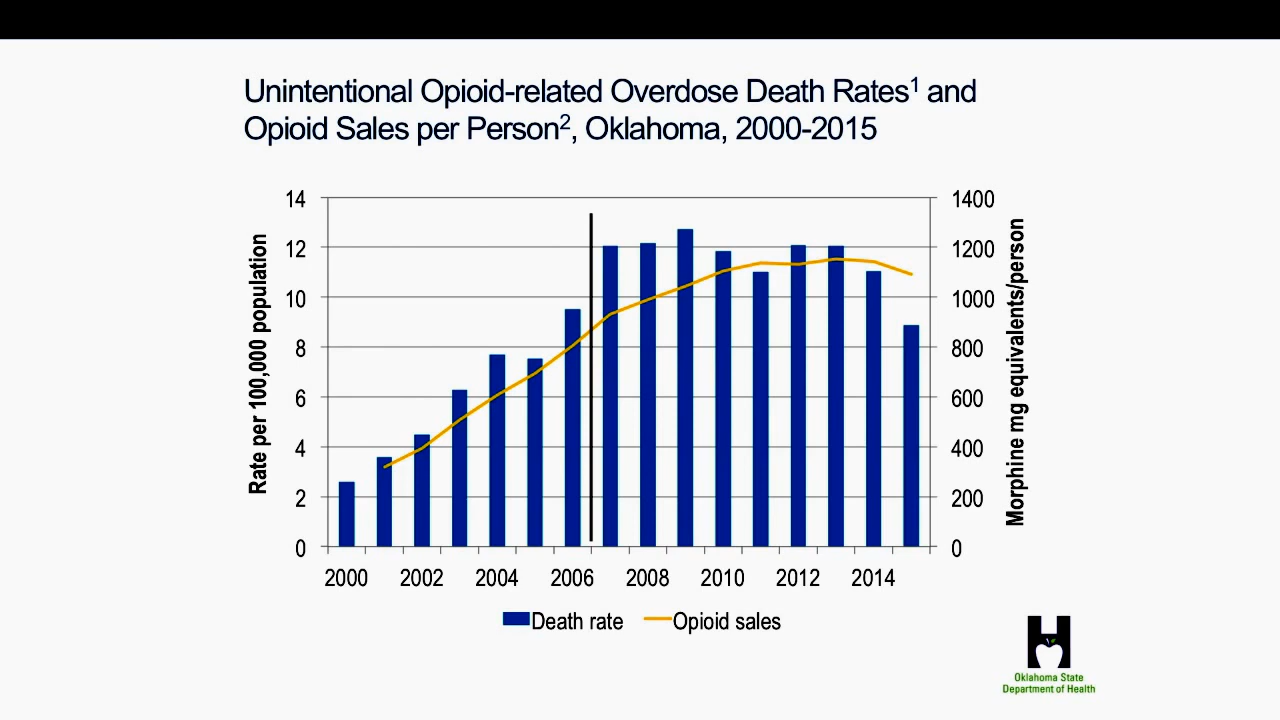 Unintentional Opioid-related Overdose Death Rates¹ and
Opioid Sales per Person², Oklahoma, 2000-2015
14
12
10
8
6
4
2
0
Rate per 100,000 population
1400
1200
1000
800
600
400
200
0
Morphine mg equivalents/person
2000 2002 2004 2006 2008 2010 2012 2014
Death rate Opioid sales
Oklahoma State
Department of Health